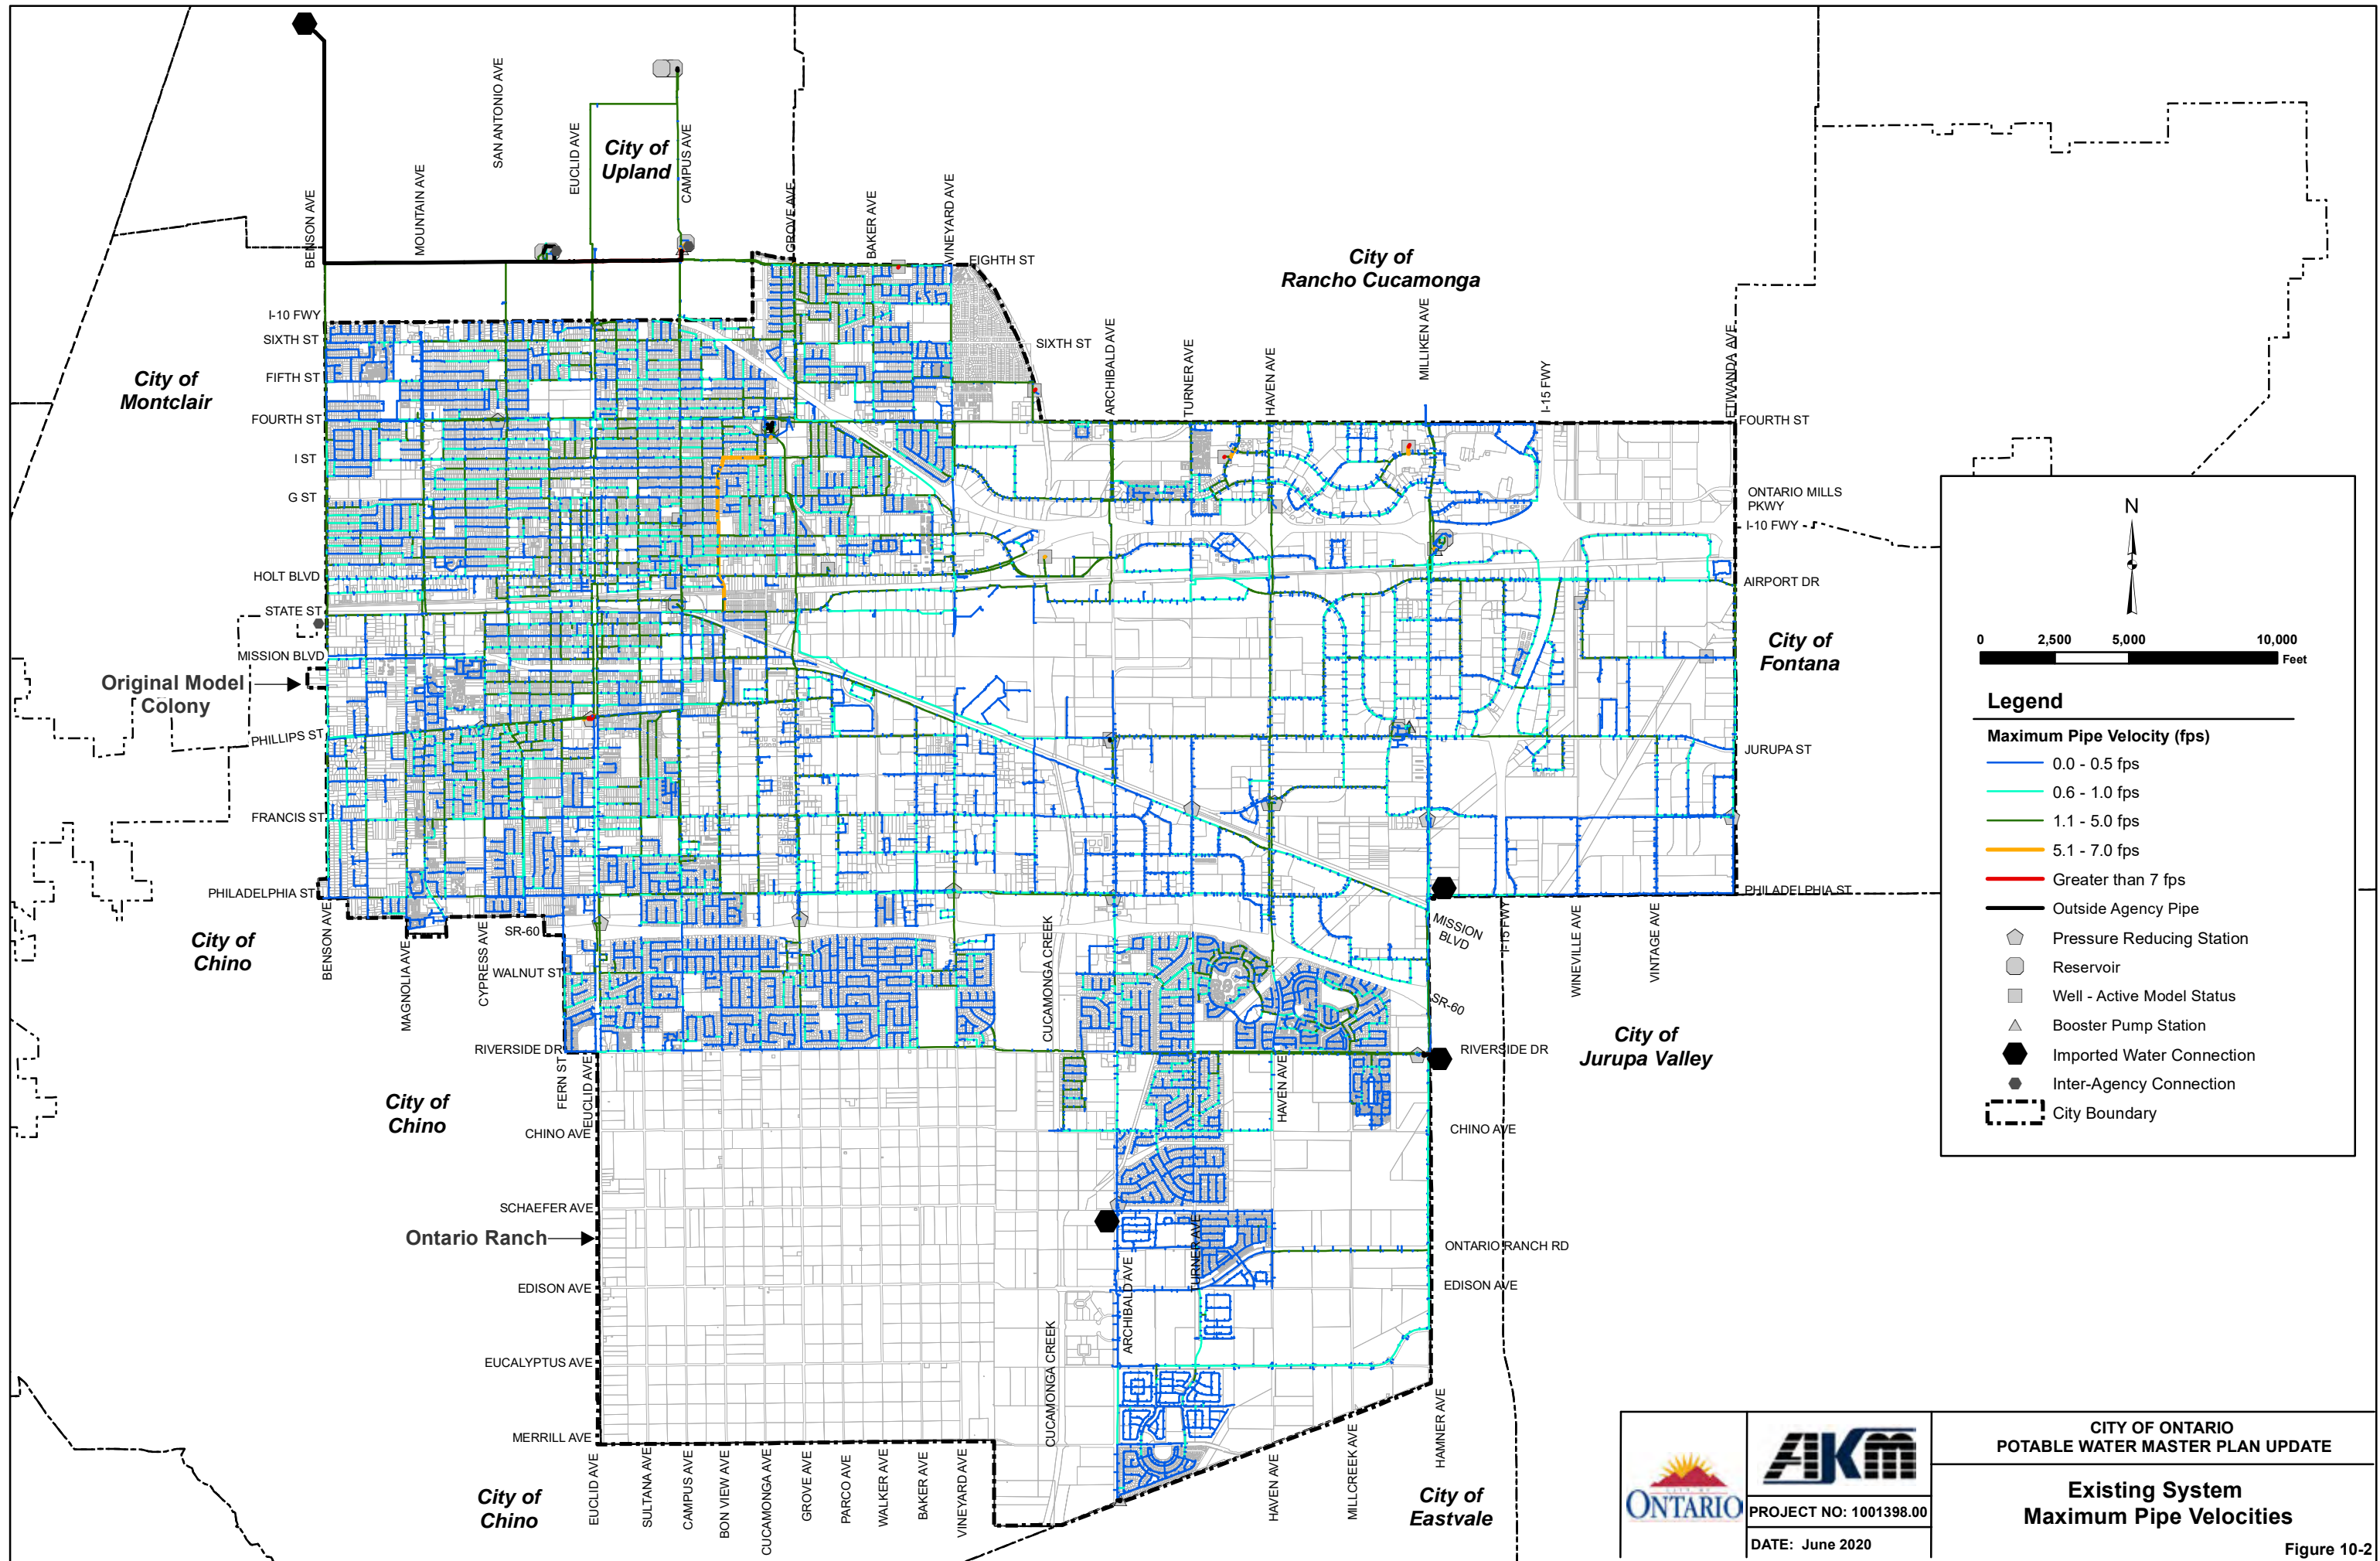 SAN ANTONIO AVE
EUCLID AVE
City of
Upland
CAMPUS AVE
BENSON AVE
MOUNTAIN AVE
GROVE AVE
BAKER AVE
VINEYARD AVE
EIGHTH ST
City of
Rancho Cucamonga
I-10 FWY
SIXTH ST
SIXTH ST
FIFTH ST
FOURTH ST
I ST
G ST
HOLT BLVD
STATE ST
MISSION BLVD
PHILLIPS ST
FRANCIS ST
PHILADELPHIA ST
City of
Montclair
Original Model
Colony
ARCHIBALD AVE
TURNER AVE
HAVEN AVE
MILLIKEN AVE
I-15 FWY
ETIWANDA AVE
FOURTH ST
ONTARIO MILLS
PKWY
I-10 FWY
AIRPORT DR
City of
Fontana
JURUPA ST
PHILADELPHIA ST
City of
Chino
BENSON AVE
MAGNOLIA AVE
CYPRESS AVE
SR-60
WALNUT ST
RIVERSIDE DR
FERN ST
EUCLID AVE
CUCAMONGA CREEK
MISSION
BLVD
I-15 FWY
WINEVILLE AVE
VINTAGE AVE
SR-60
RIVERSIDE DR
City of
Jurupa Valley
HAVEN AVE
City of
Chino
CHINO AVE
CHINO AVE
SCHAEFER AVE
Ontario Ranch
TURNER AVE
ONTARIO RANCH RD
EDISON AVE
EDISON AVE
ARCHIBALD AVE
EUCALYPTUS AVE
CUCAMONGA CREEK
MERRILL AVE
City of
Chino
EUCLID AVE
SULTANA AVE
CAMPUS AVE
BON VIEW AVE
CUCAMONGA AVE
GROVE AVE
PARCO AVE
WALKER AVE
BAKER AVE
VINEYARD AVE
HAVEN AVE
MILLCREEK AVE
HAMNER AVE
City of
Eastvale
N
0 2,500 5,000 10,000
Feet
Legend
Maximum Pipe Velocity (fps)
0.0 - 0.5 fps
0.6 - 1.0 fps
1.1 - 5.0 fps
5.1 - 7.0 fps
Greater than 7 fps
Outside Agency Pipe
Pressure Reducing Station
Reservoir
Well - Active Model Status
Booster Pump Station
Imported Water Connection
Inter-Agency Connection
City Boundary
ONTARIO
AKM
PROJECT NO: 1001398.00
DATE: June 2020
CITY OF ONTARIO
POTABLE WATER MASTER PLAN UPDATE
Existing System
Maximum Pipe Velocities
Figure 10-2